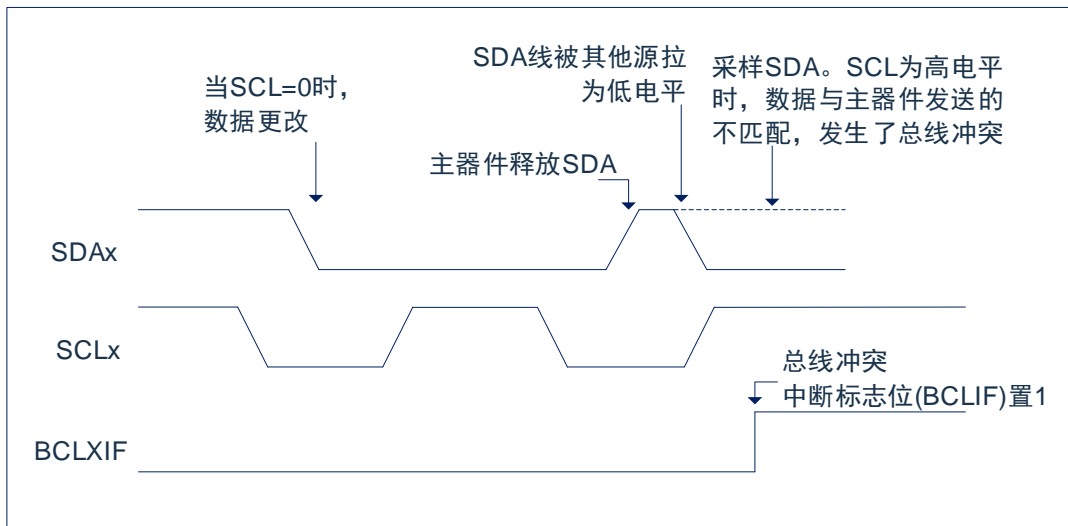 当SCL=0时，
数据更改
SDA线被其他源拉
为低电平
采样SDA。SCL为高电平
时，数据与主器件发送的
不匹配，发生了总线冲突
主器件释放SDA
SDAx
SCLx
总线冲突
中断标志位(BCLIF)置1
BCLXIF